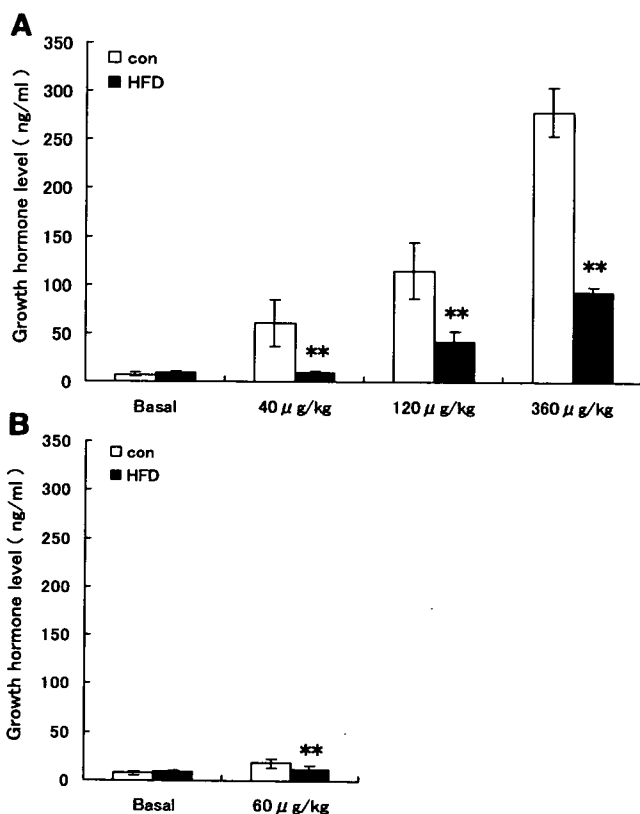 A
Growth hormone level ( ng/ml )
350
300
250
200
150
100
50
0
con
HFD
**
**
**
Basal
40 μ g/kg
120 μ g/kg
360 μ g/kg
B
Growth hormone level ( ng/ml )
350
300
250
200
150
100
50
0
con
HFD
**
Basal
60 μ g/kg